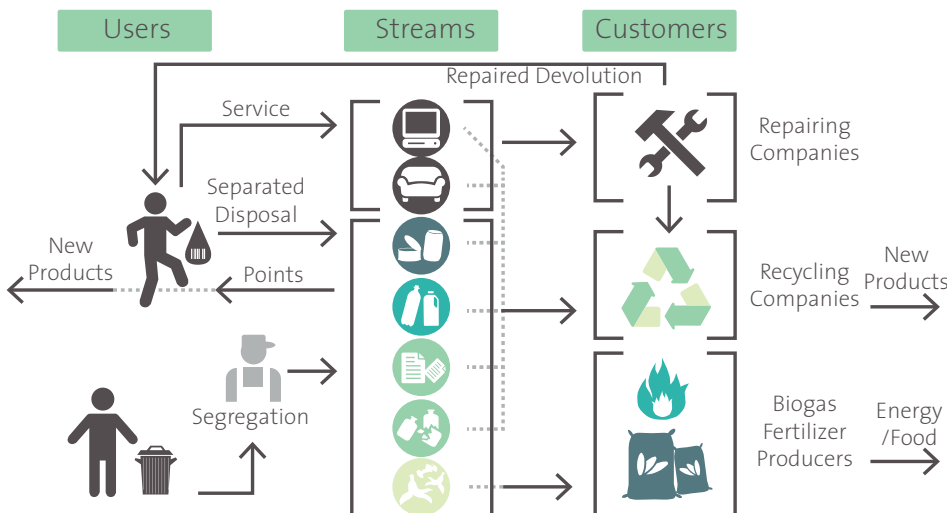 Users
Streams
Customers
Repaired Devolution
Service
Repairing
Companies
Separated
Disposal
New
Products
Points
Recycling
Companies
New
Products
Segregation
Biogas
Fertilizer
Producers
Energy
/Food